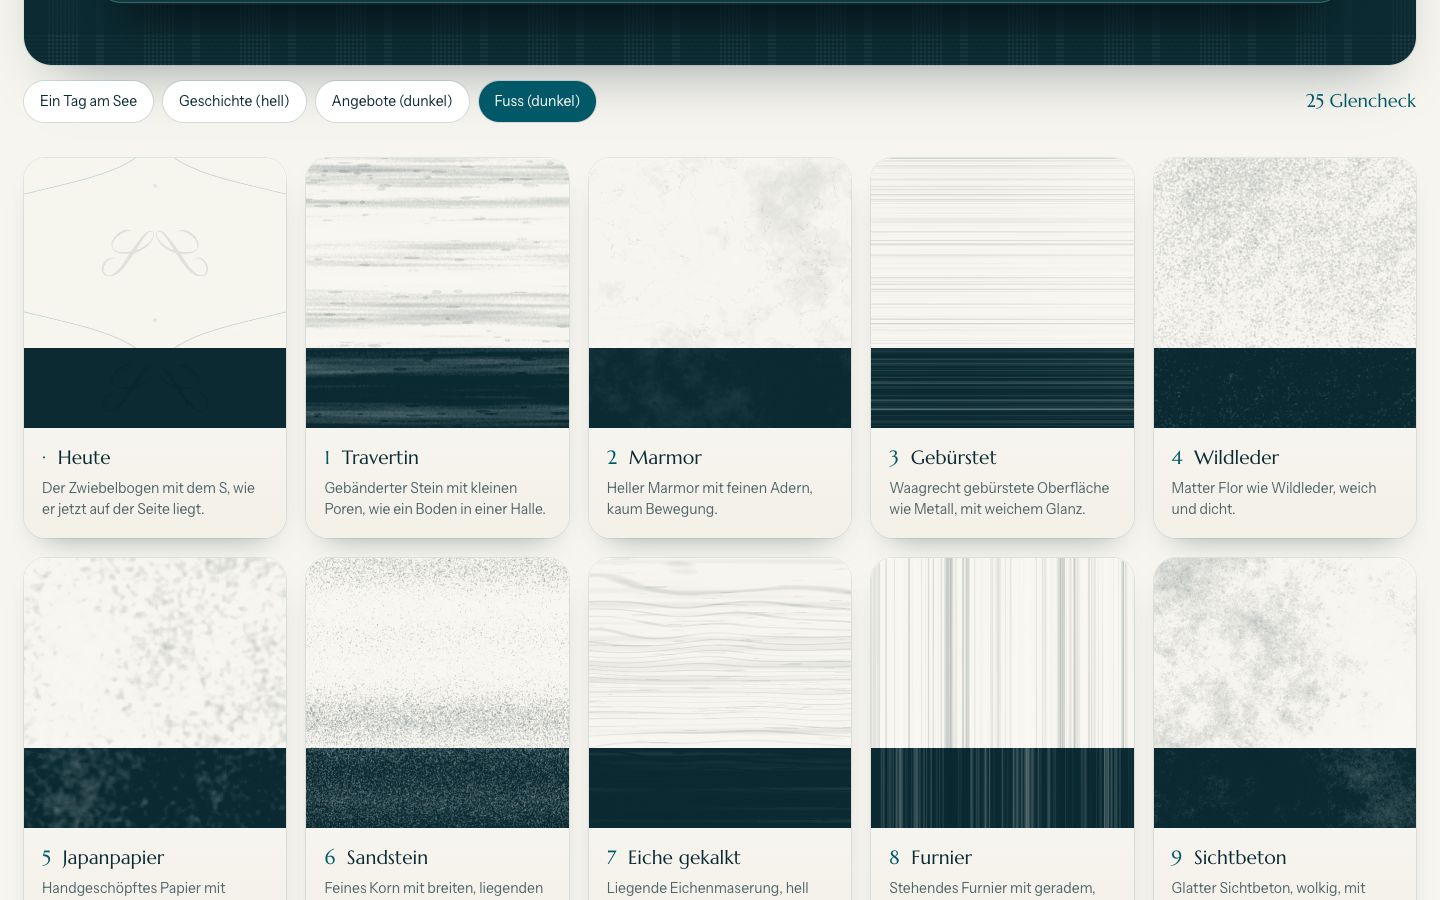 Ein Tag am See
Geschichte (hell)
Angebote (dunkel)
Fuss (dunkel)
25 Glencheck
· Heute
Der Zwiebelbogen mit dem S, wie
er jetzt auf der Seite liegt.
1 Travertin
Gebänderter Stein mit kleinen
Poren, wie ein Boden in einer Halle.
2 Marmor
Heller Marmor mit feinen Adern,
kaum Bewegung.
3 Gebürstet
Waagrecht gebürstete Oberfläche
wie Metall, mit weichem Glanz.
4 Wildleder
Matter Flor wie Wildleder, weich
und dicht.
5 Japanpapier
Handgeschöpftes Papier mit
6 Sandstein
Feines Korn mit breiten, liegenden
7 Eiche gekalkt
Liegende Eichenmaserung, hell
8 Furnier
Stehendes Furnier mit geradem,
9 Sichtbeton
Glatter Sichtbeton, wolkig, mit